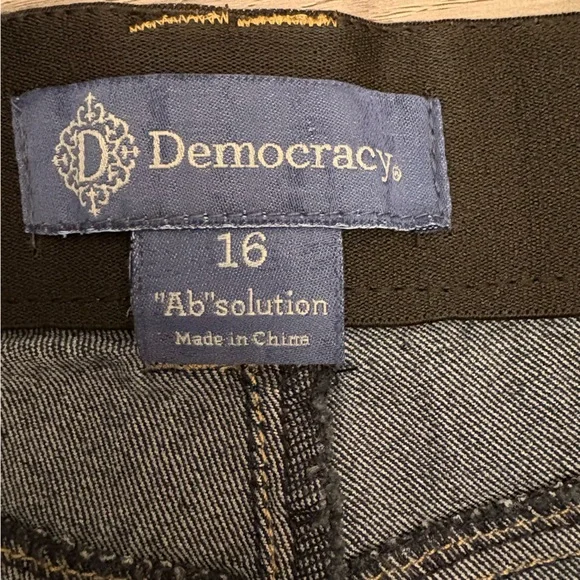 D Democracy®
16
"Ab"solution
Made in China